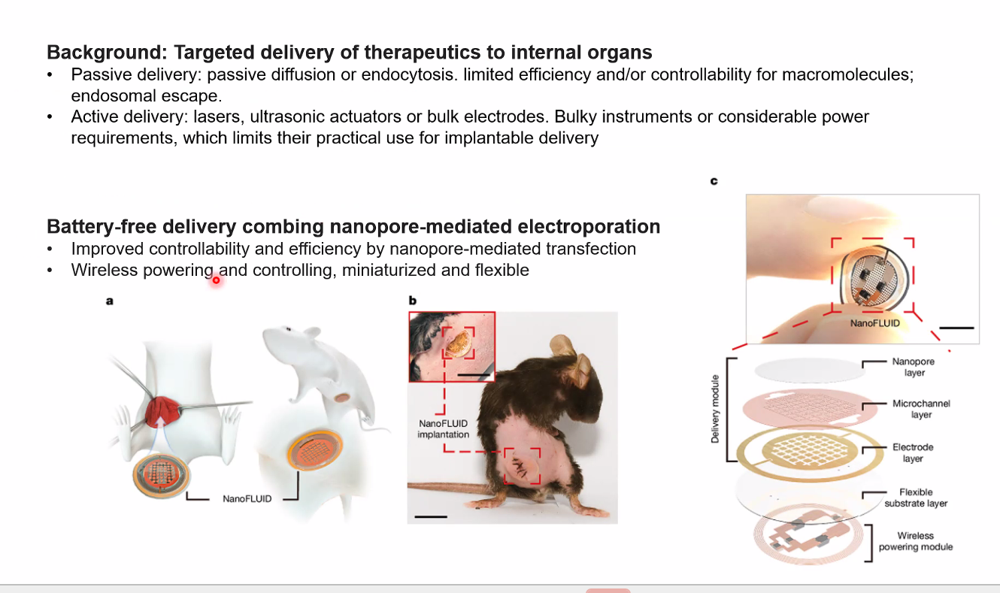 Background: Targeted delivery of therapeutics to internal organs
• Passive delivery: passive diffusion or endocytosis. limited efficiency and/or controllability for macromolecules;
endosomal escape.
• Active delivery: lasers, ultrasonic actuators or bulk electrodes. Bulky instruments or considerable power
requirements, which limits their practical use for implantable delivery
Battery-free delivery combing nanopore-mediated electroporation
• Improved controllability and efficiency by nanopore-mediated transfection
• Wireless powering and controlling, miniaturized and flexible
a
NanoFLUID
b
NanoFLUID
implantation
c
NanoFLUID
Delivery module
Nanopore
layer
Microchannel
layer
Electrode
layer
Flexible
substrate layer
Wireless
powering module